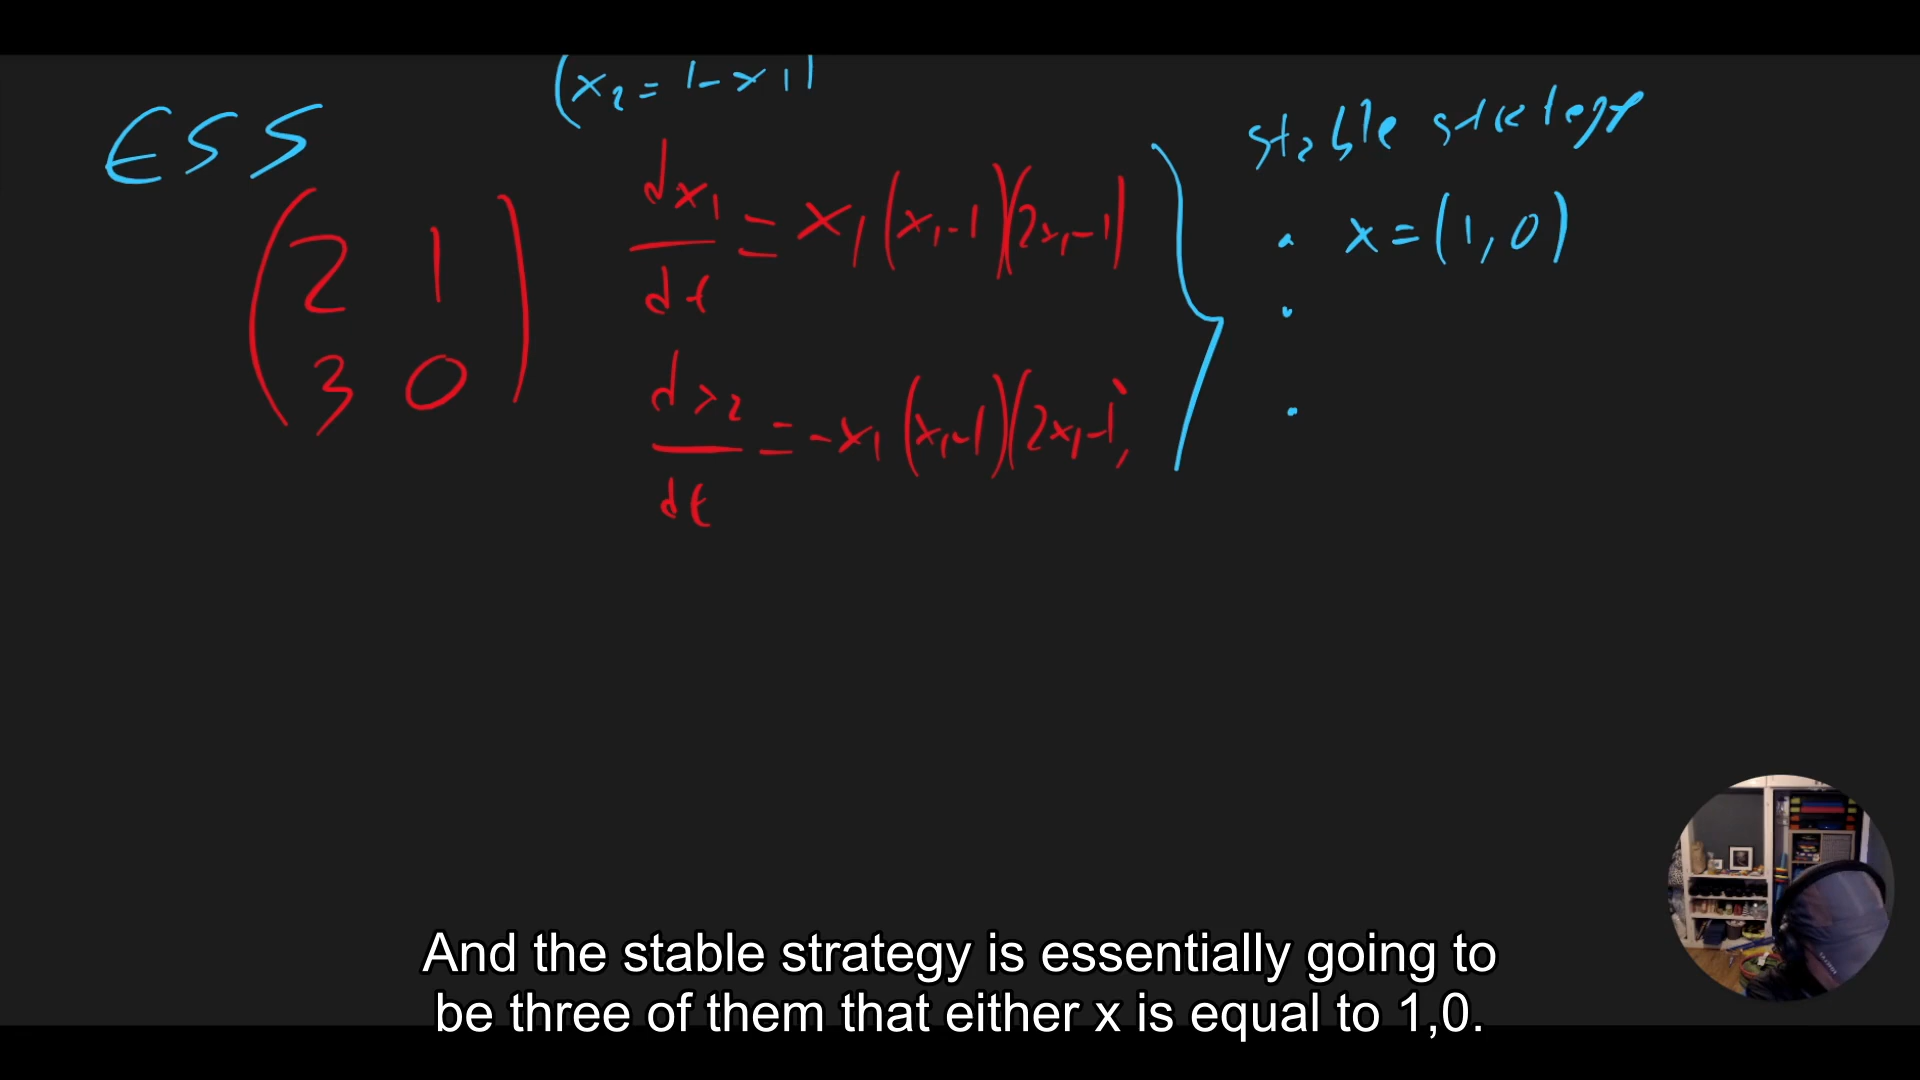 (x₂ = 1 - x₁)
ESS
stable strategy
(2 1
3 0)
dx₁/dt = x₁(x₁-1)(2x₁-1)
• x = (1, 0)
•
dx₂/dt = -x₁(x₁-1)(2x₁-1)
•
And the stable strategy is essentially going to
be three of them that either x is equal to 1,0.